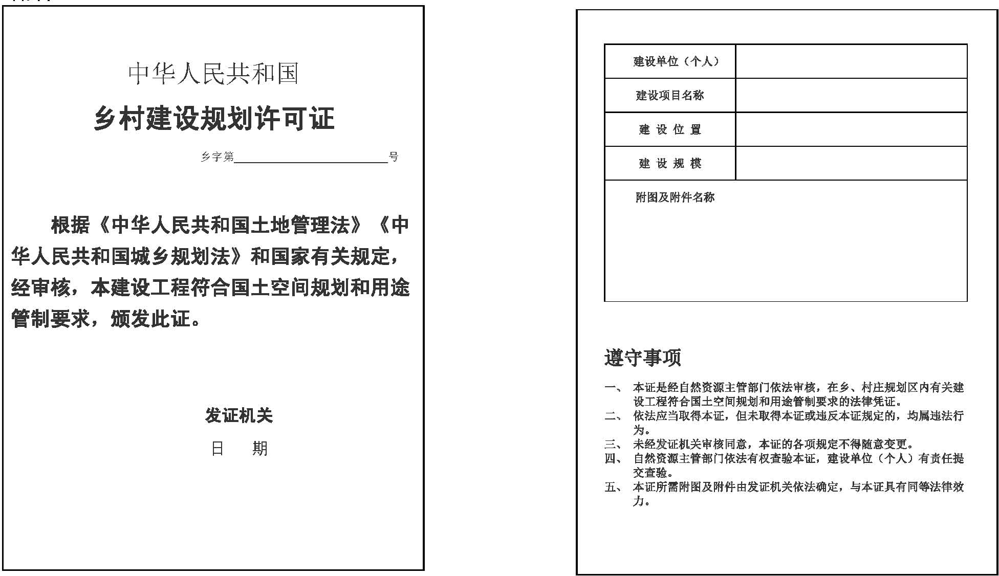 中华人民共和国
乡村建设规划许可证
乡字第 号
根据《中华人民共和国土地管理法》《中
华人民共和国城乡规划法》和国家有关规定，
经审核，本建设工程符合国土空间规划和用途
管制要求，颁发此证。
发证机关
日 期
建设单位（个人）
建设项目名称
建 设 位 置
建 设 规 模
附图及附件名称
遵守事项
一、 本证是经自然资源主管部门依法审核，在乡、村庄规划区内有关建
设工程符合国土空间规划和用途管制要求的法律凭证。
二、 依法应当取得本证，但未取得本证或违反本证规定的，均属违法行
为。
三、 未经发证机关审核同意，本证的各项规定不得随意变更。
四、 自然资源主管部门依法有权查验本证，建设单位（个人）有责任提
交查验。
五、 本证所需附图及附件由发证机关依法确定，与本证具有同等法律效
力。